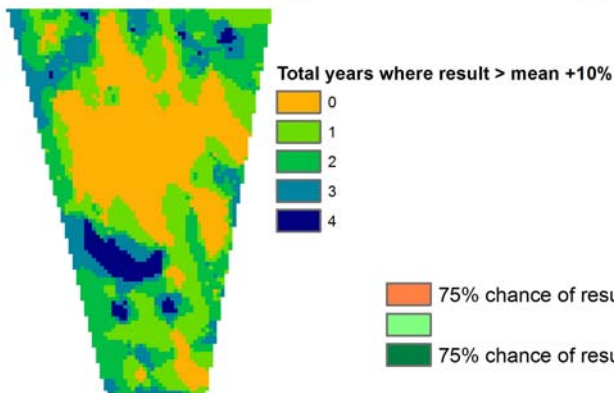 Total years where result > mean +10%
0
1
2
3
4
75% chance of resu
75% chance of resu